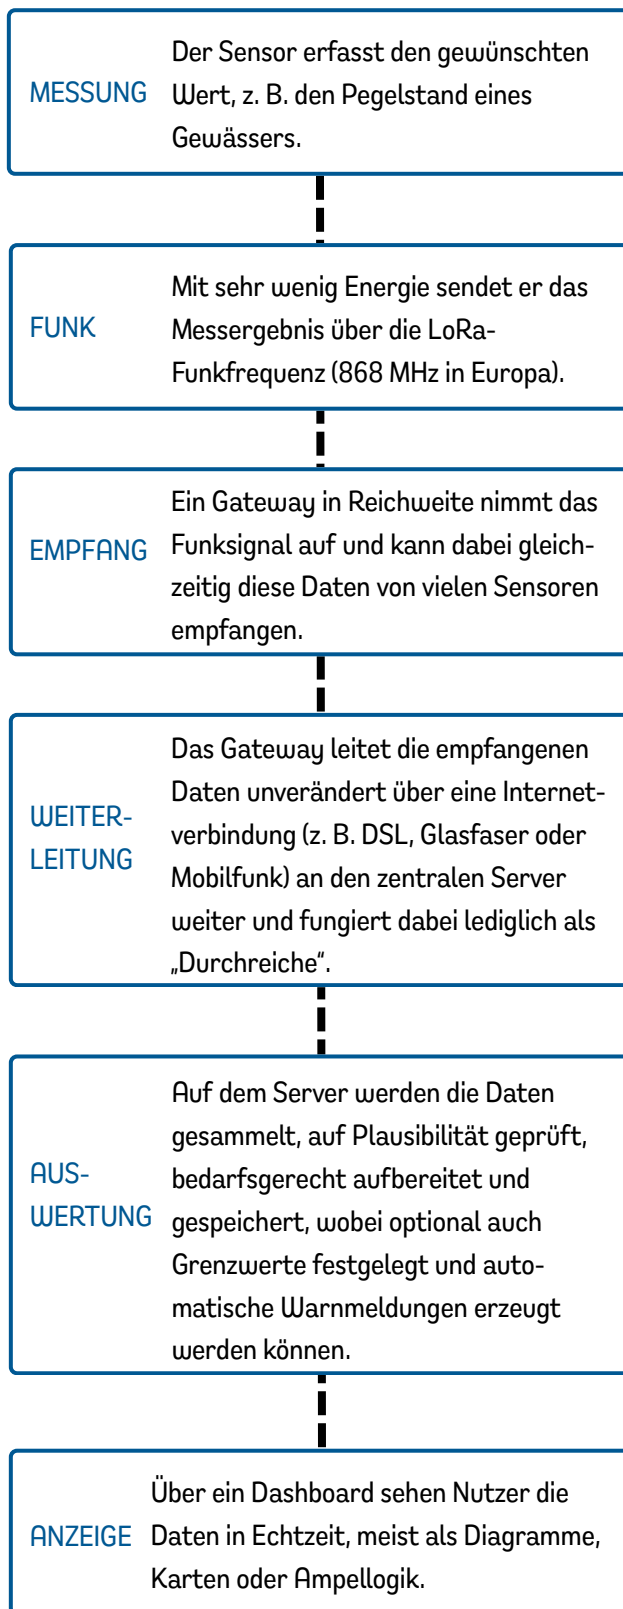 MESSUNG
Der Sensor erfasst den gewünschten
Wert, z. B. den Pegelstand eines
Gewässers.
FUNK
Mit sehr wenig Energie sendet er das
Messergebnis über die LoRa-
Funkfrequenz (868 MHz in Europa).
EMPFANG
Ein Gateway in Reichweite nimmt das
Funksignal auf und kann dabei gleich-
zeitig diese Daten von vielen Sensoren
empfangen.
WEITER-
LEITUNG
Das Gateway leitet die empfangenen
Daten unverändert über eine Internet-
verbindung (z. B. DSL, Glasfaser oder
Mobilfunk) an den zentralen Server
weiter und fungiert dabei lediglich als
„Durchreiche“.
AUS-
WERTUNG
Auf dem Server werden die Daten
gesammelt, auf Plausibilität geprüft,
bedarfsgerecht aufbereitet und
gespeichert, wobei optional auch
Grenzwerte festgelegt und auto-
matische Warnmeldungen erzeugt
werden können.
ANZEIGE
Über ein Dashboard sehen Nutzer die
Daten in Echtzeit, meist als Diagramme,
Karten oder Ampellogik.